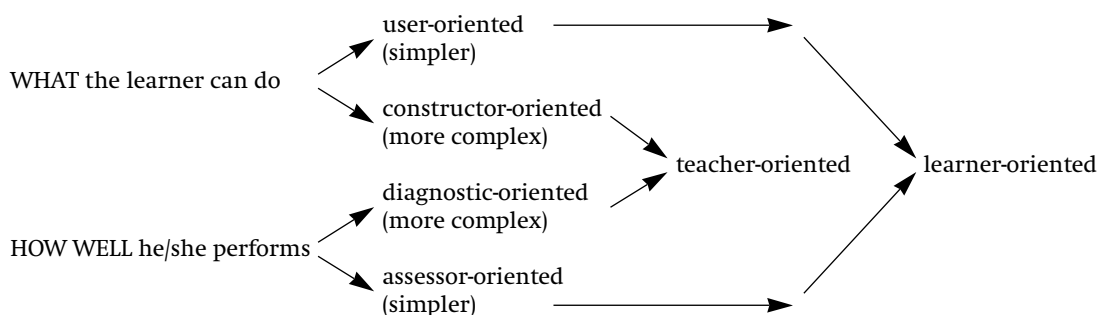 user-oriented
(simpler)
WHAT the learner can do
constructor-oriented
(more complex)
teacher-oriented
learner-oriented
diagnostic-oriented
(more complex)
HOW WELL he/she performs
assessor-oriented
(simpler)